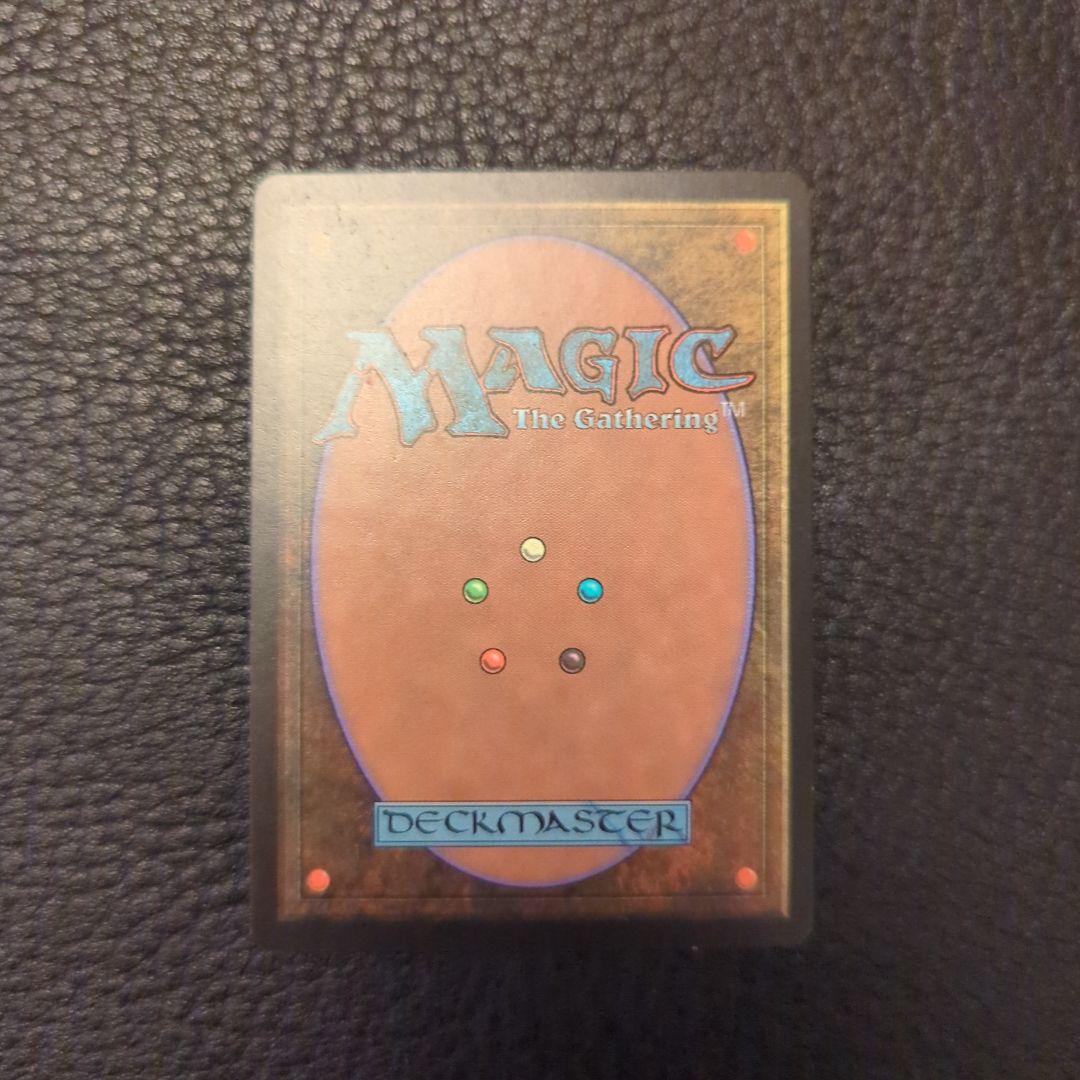 MAGIC
The Gathering™
DECKMASTER